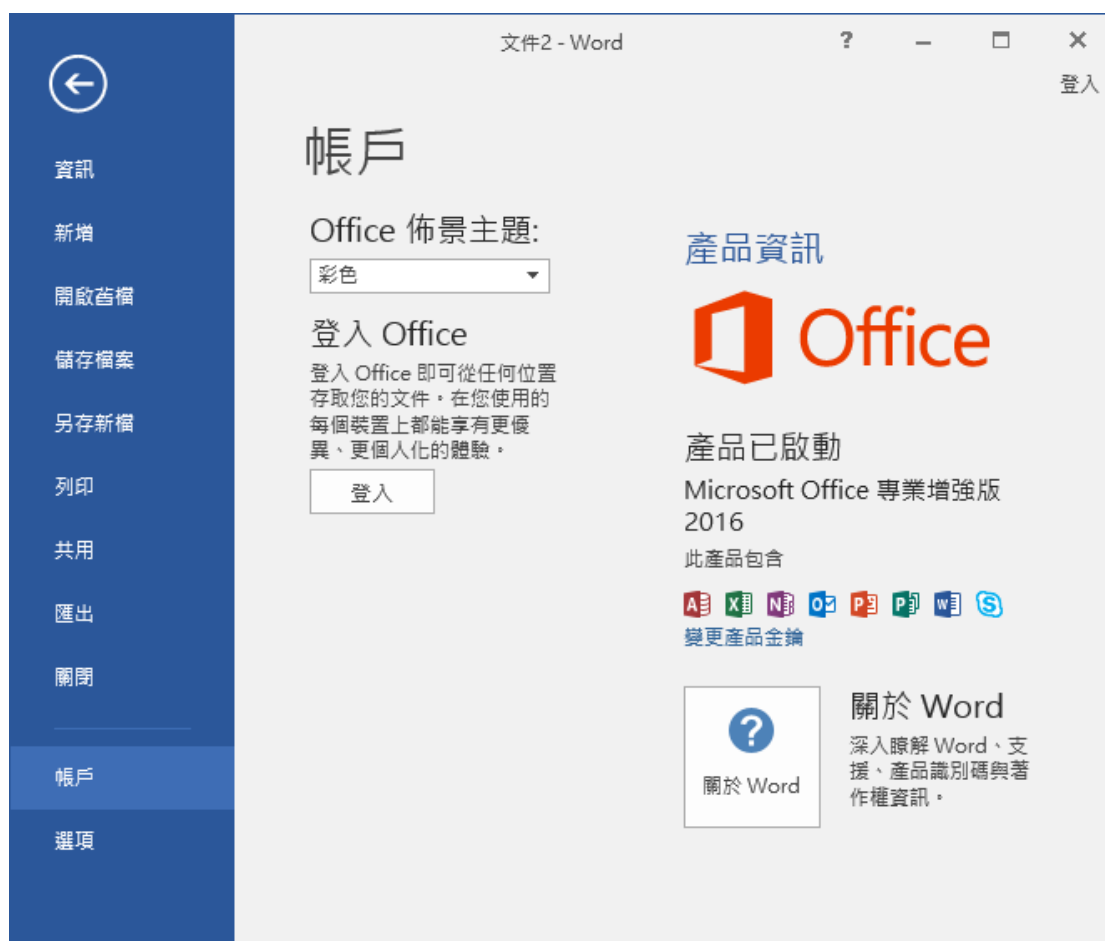 文件2 - Word
?
登入
資訊
新增
開啟舊檔
儲存檔案
另存新檔
列印
共用
匯出
關閉
帳戶
選項
帳戶
Office 佈景主題:
彩色
登入 Office
登入 Office 即可從任何位置
存取您的文件。在您使用的
每個裝置上都能享有更優
異、更個人化的體驗。
登入
產品資訊
Office
產品已啟動
Microsoft Office 專業增強版
2016
此產品包含
變更產品金鑰
?
關於 Word
關於 Word
深入瞭解 Word、支
援、產品識別碼與著
作權資訊。